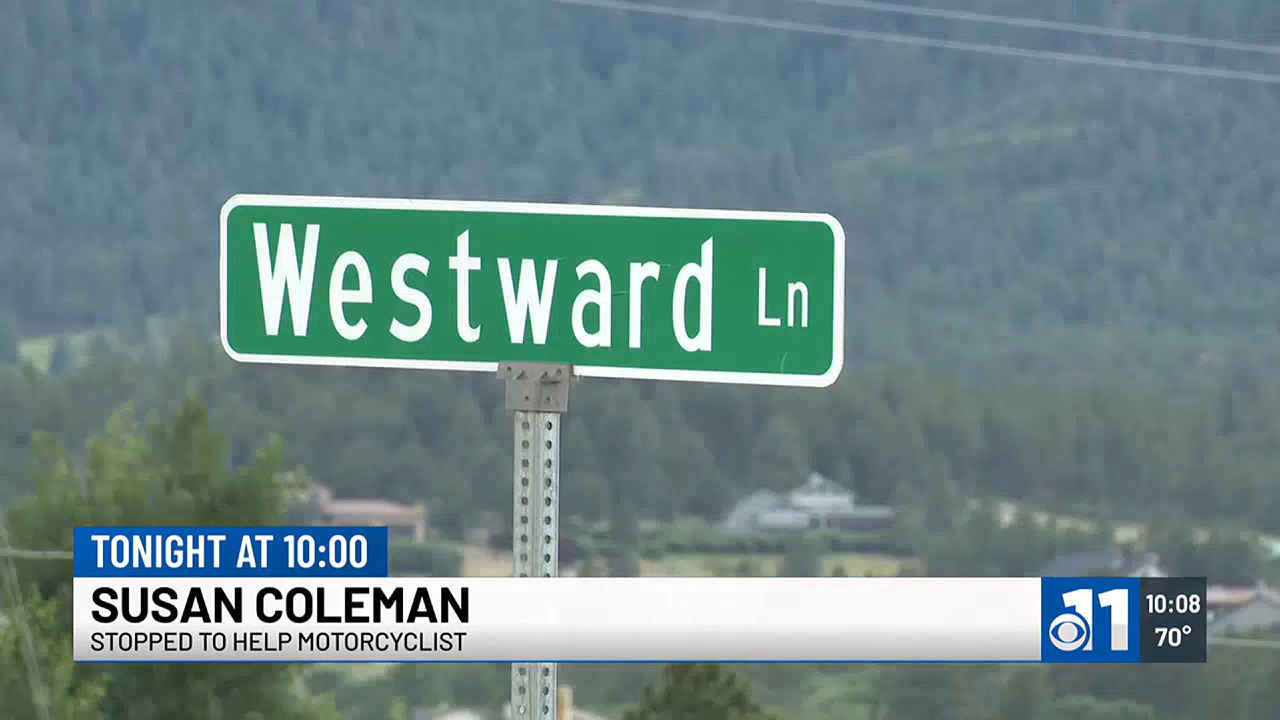 Westward Ln
TONIGHT AT 10:00
SUSAN COLEMAN
STOPPED TO HELP MOTORCYCLIST
11
10:08
70°